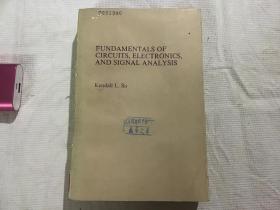 FUNDAMENTALS OF
CIRCUITS, ELECTRONICS,
AND SIGNAL ANALYSIS
Kendall L. Su